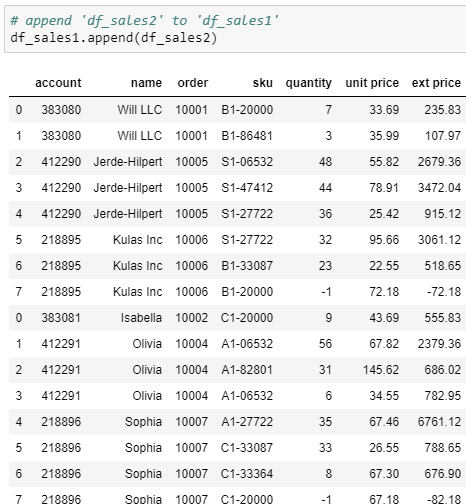 # append 'df_sales2' to 'df_sales1'
df_sales1.append(df_sales2)
account name order sku quantity unit price ext price
0 383080 Will LLC 10001 B1-20000 7 33.69 235.83
1 383080 Will LLC 10001 B1-86481 3 35.99 107.97
2 412290 Jerde-Hilpert 10005 S1-06532 48 55.82 2679.36
3 412290 Jerde-Hilpert 10005 S1-47412 44 78.91 3472.04
4 412290 Jerde-Hilpert 10005 S1-27722 36 25.42 915.12
5 218895 Kulas Inc 10006 S1-27722 32 95.66 3061.12
6 218895 Kulas Inc 10006 B1-33087 23 22.55 518.65
7 218895 Kulas Inc 10006 B1-20000 -1 72.18 -72.18
0 383081 Isabella 10002 C1-20000 9 43.69 555.83
1 412291 Olivia 10004 A1-06532 56 67.82 2379.36
2 412291 Olivia 10004 A1-82801 31 145.62 686.02
3 412291 Olivia 10004 A1-06532 6 34.55 782.95
4 218896 Sophia 10007 A1-27722 35 67.46 6761.12
5 218896 Sophia 10007 C1-33087 33 26.55 788.65
6 218896 Sophia 10007 C1-33364 8 67.30 676.90
7 218896 Sophia 10007 C1-20000 -1 67.18 -82.18